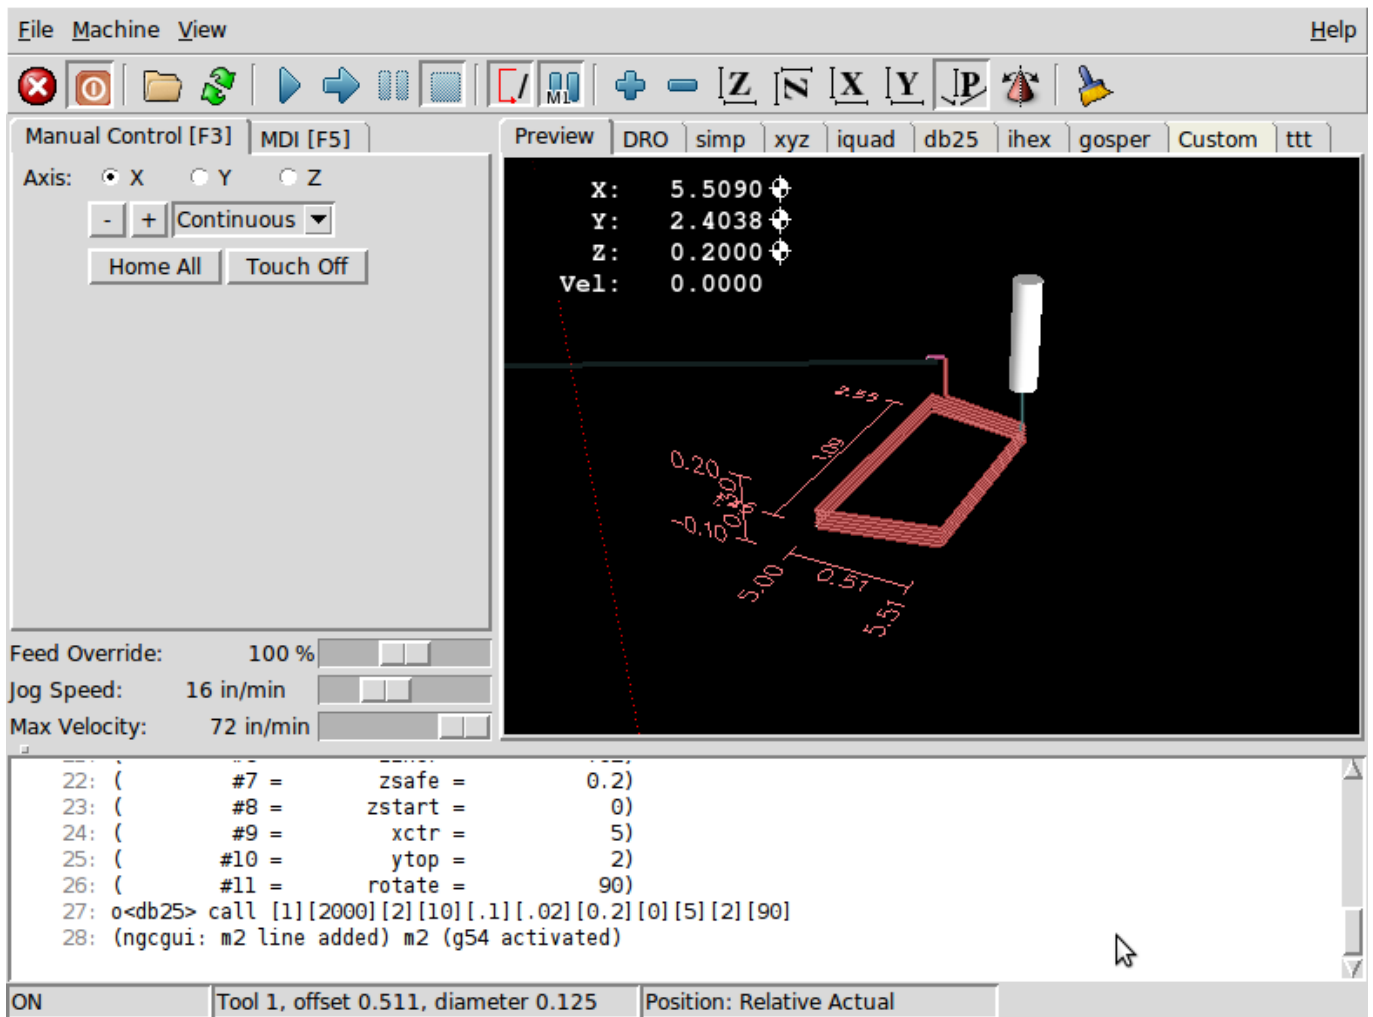 File Machine View Help
M1 Z N X Y P
Manual Control [F3] MDI [F5] Preview DRO simp xyz iquad db25 ihex gosper Custom ttt
Axis: X Y Z
- + Continuous
Home All Touch Off
X: 5.5090
Y: 2.4038
Z: 0.2000
Vel: 0.0000
2.59
0.20
-0.10
5.00
0.51
5.51
Feed Override: 100 %
Jog Speed: 16 in/min
Max Velocity: 72 in/min
22: ( #7 = zsafe = 0.2)
23: ( #8 = zstart = 0)
24: ( #9 = xctr = 5)
25: ( #10 = ytop = 2)
26: ( #11 = rotate = 90)
27: o<db25> call [1][2000][2][10][.1][.02][0.2][0][5][2][90]
28: (ngcgui: m2 line added) m2 (g54 activated)
ON Tool 1, offset 0.511, diameter 0.125 Position: Relative Actual